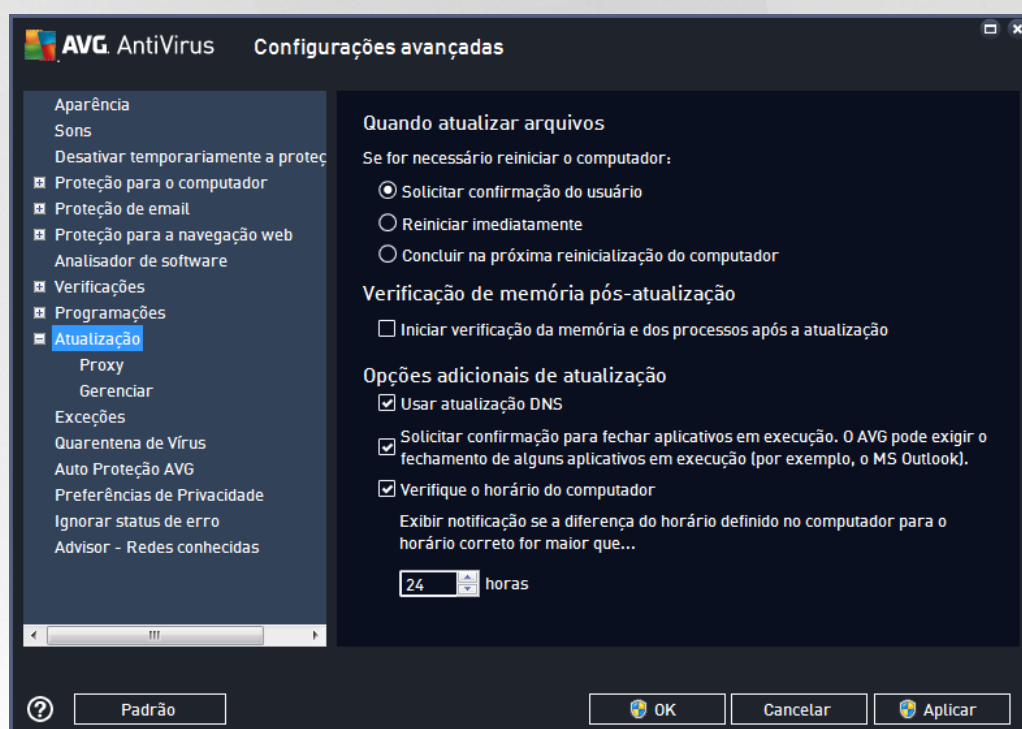 AVG. AntiVirus
Configurações avançadas
Aparência
Sons
Desativar temporariamente a proteç
Proteção para o computador
Proteção de email
Proteção para a navegação web
Analisador de software
Verificações
Programações
Atualização
Proxy
Gerenciar
Exceções
Quarentena de Vírus
Auto Proteção AVG
Preferências de Privacidade
Ignorar status de erro
Advisor - Redes conhecidas
Quando atualizar arquivos
Se for necessário reiniciar o computador:
Solicitar confirmação do usuário
Reiniciar imediatamente
Concluir na próxima reinicialização do computador
Verificação de memória pós-atualização
Iniciar verificação da memória e dos processos após a atualização
Opções adicionais de atualização
Usar atualização DNS
Solicitar confirmação para fechar aplicativos em execução. O AVG pode exigir o
fechamento de alguns aplicativos em execução (por exemplo, o MS Outlook).
Verifique o horário do computador
Exibir notificação se a diferença do horário definido no computador para o
horário correto for maior que...
24 horas
Padrão
OK
Cancelar
Aplicar